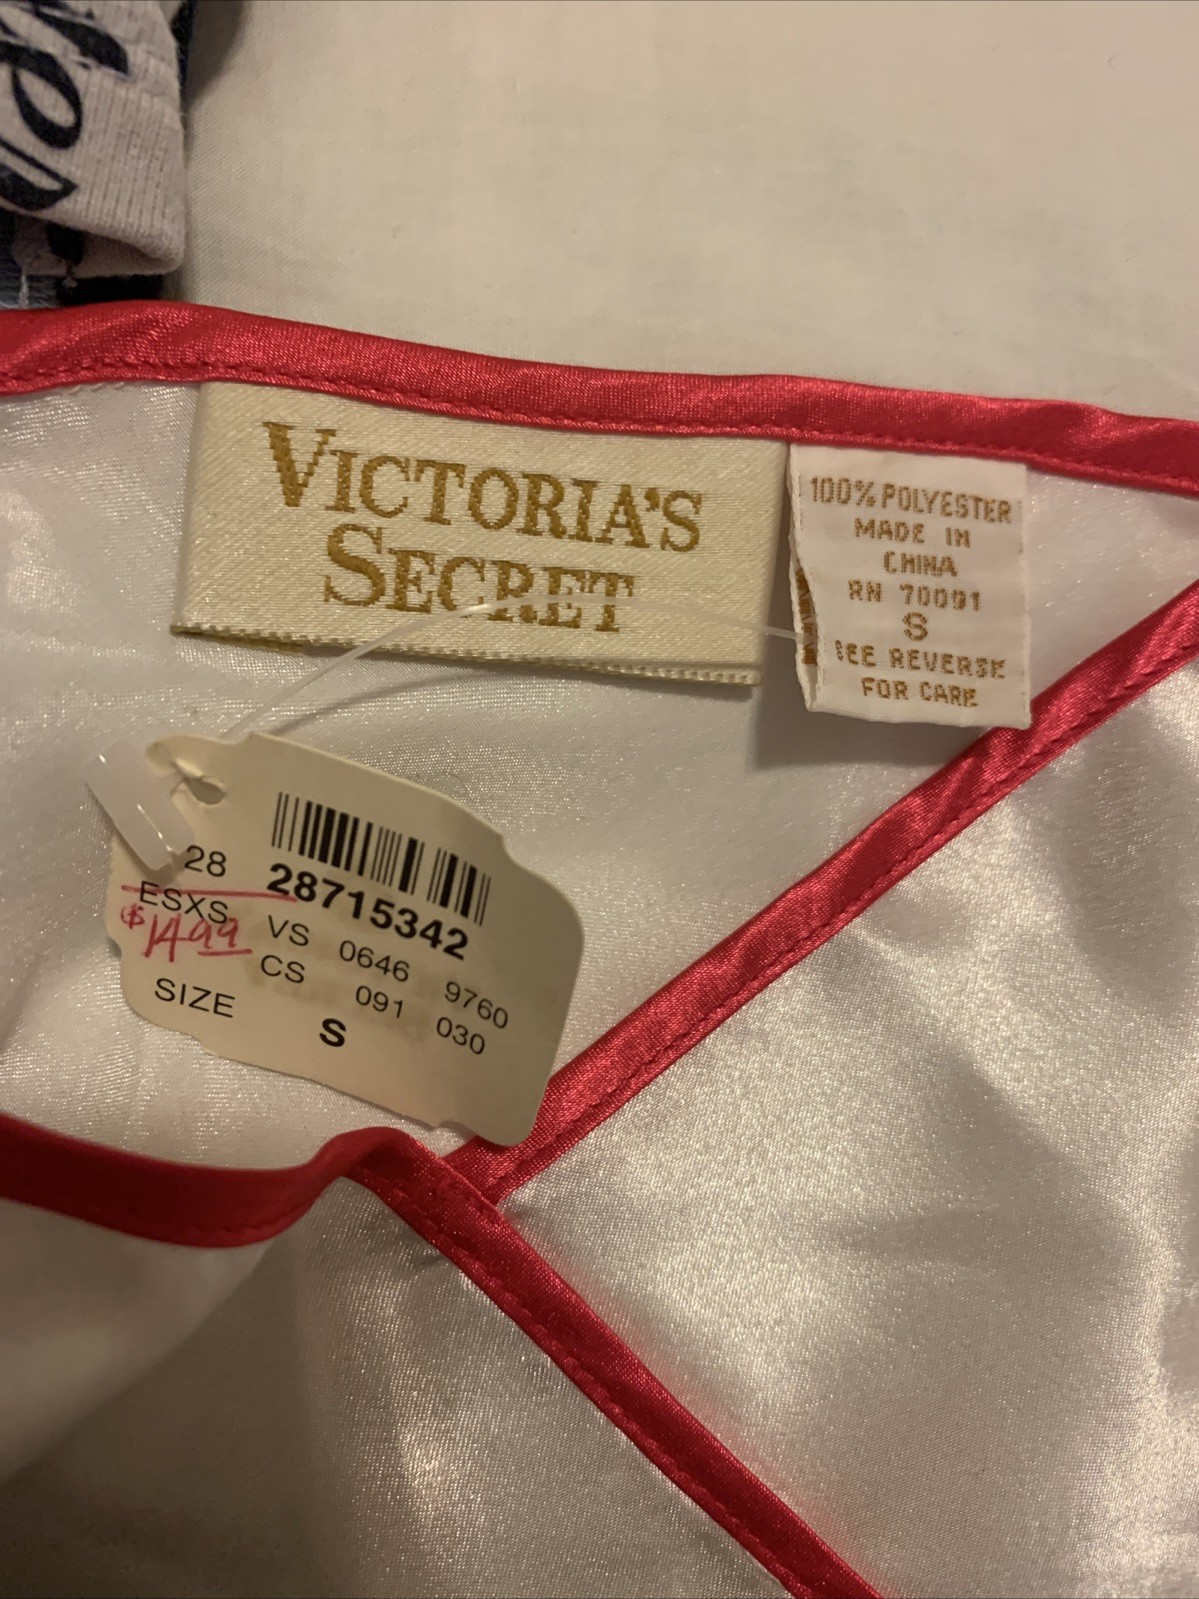 VICTORIA'S
SECRET
100% POLYESTER
MADE IN
CHINA
RN 70091
S
SEE REVERSE
FOR CARE
28
28715342
ESXS
$14.99
VS 0646 9760
CS 091 030
SIZE S